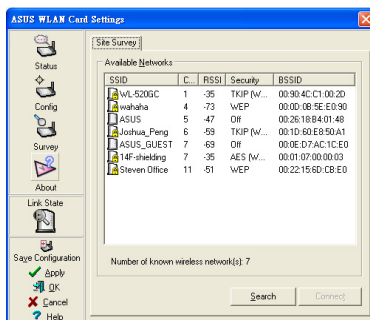 ASUS WLAN Card Settings
Status
Config
Survey
About
Link State
Save Configuration
Apply
OK
Cancel
Help
Site Survey
Available Networks
SSID C... RSSI Security BSSID
WL-520GC 1 -35 TKIP (W... 00:90:4C:C1:00:2D
wahaha 4 -73 WEP 00:0D:0B:5E:E0:90
ASUS 5 -47 Off 00:26:18:B4:01:48
Joshua_Peng 6 -59 TKIP (W... 00:1D:60:E8:50:A1
ASUS_GUEST 7 -69 Off 00:0E:D7:AC:1C:E0
14F-shielding 7 -35 AES (W... 00:01:07:00:00:03
Steven Office 11 -51 WEP 00:22:15:6D:CB:E0
Number of known wireless network(s): 7
Search
Connect